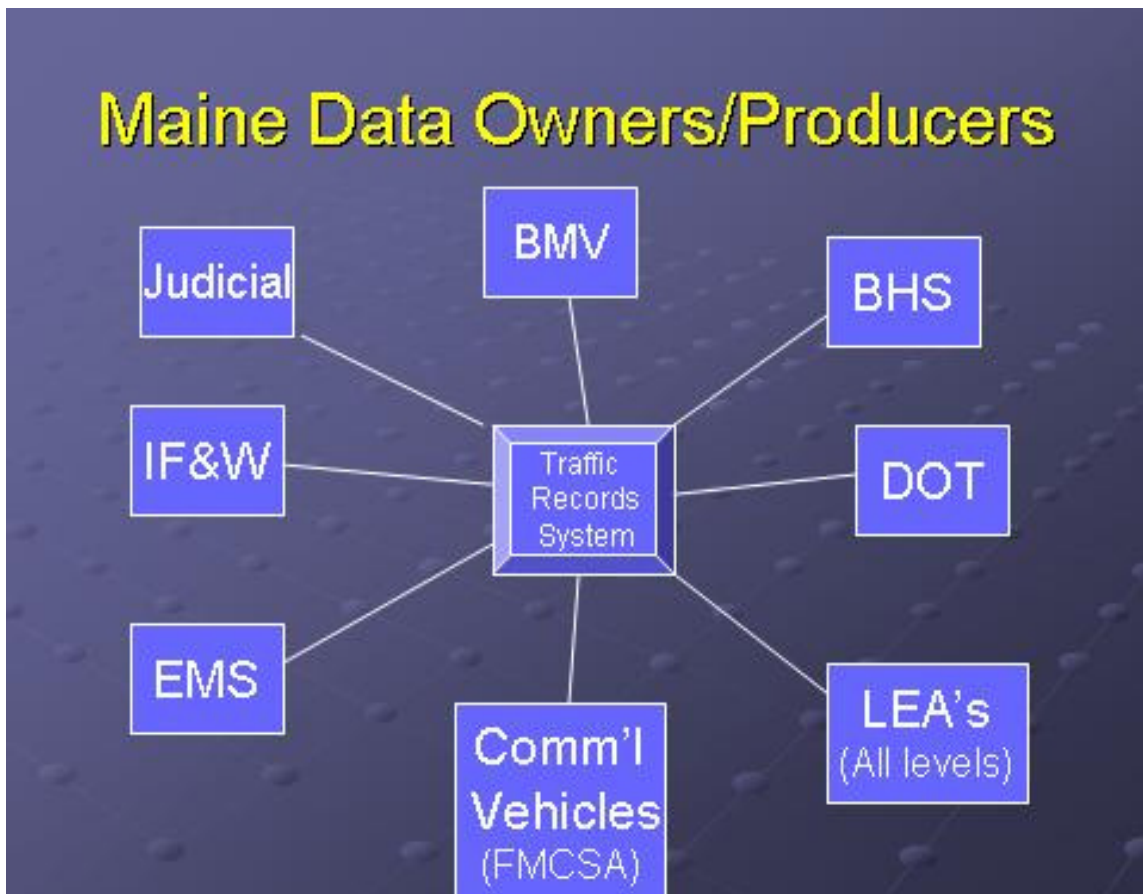 Maine Data Owners/Producers
Judicial
BMV
BHS
IF&W
Traffic
Records
System
DOT
EMS
Comm'l
Vehicles
(FMCSA)
LEA's
(All levels)